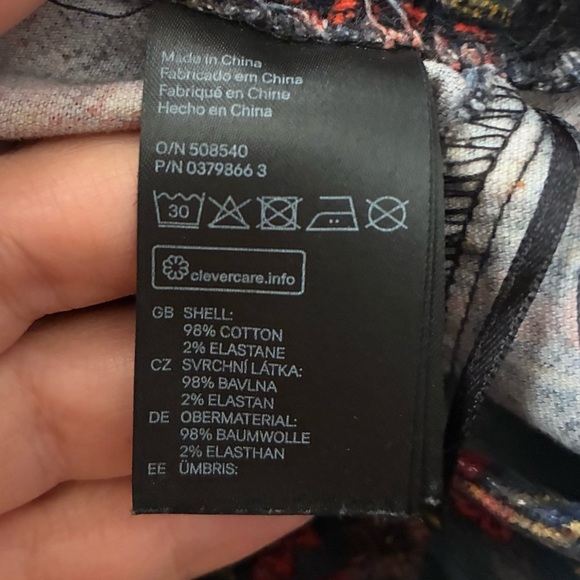 Made in China
Fabricado em China
Fabriqué en Chine
Hecho en China
O/N 508540
P/N 0379866 3
30
clevercare.info
GB SHELL:
98% COTTON
2% ELASTANE
CZ SVRCHNÍ LÁTKA:
98% BAVLNA
2% ELASTAN
DE OBERMATERIAL:
98% BAUMWOLLE
2% ELASTHAN
EE ÜMBRIS: